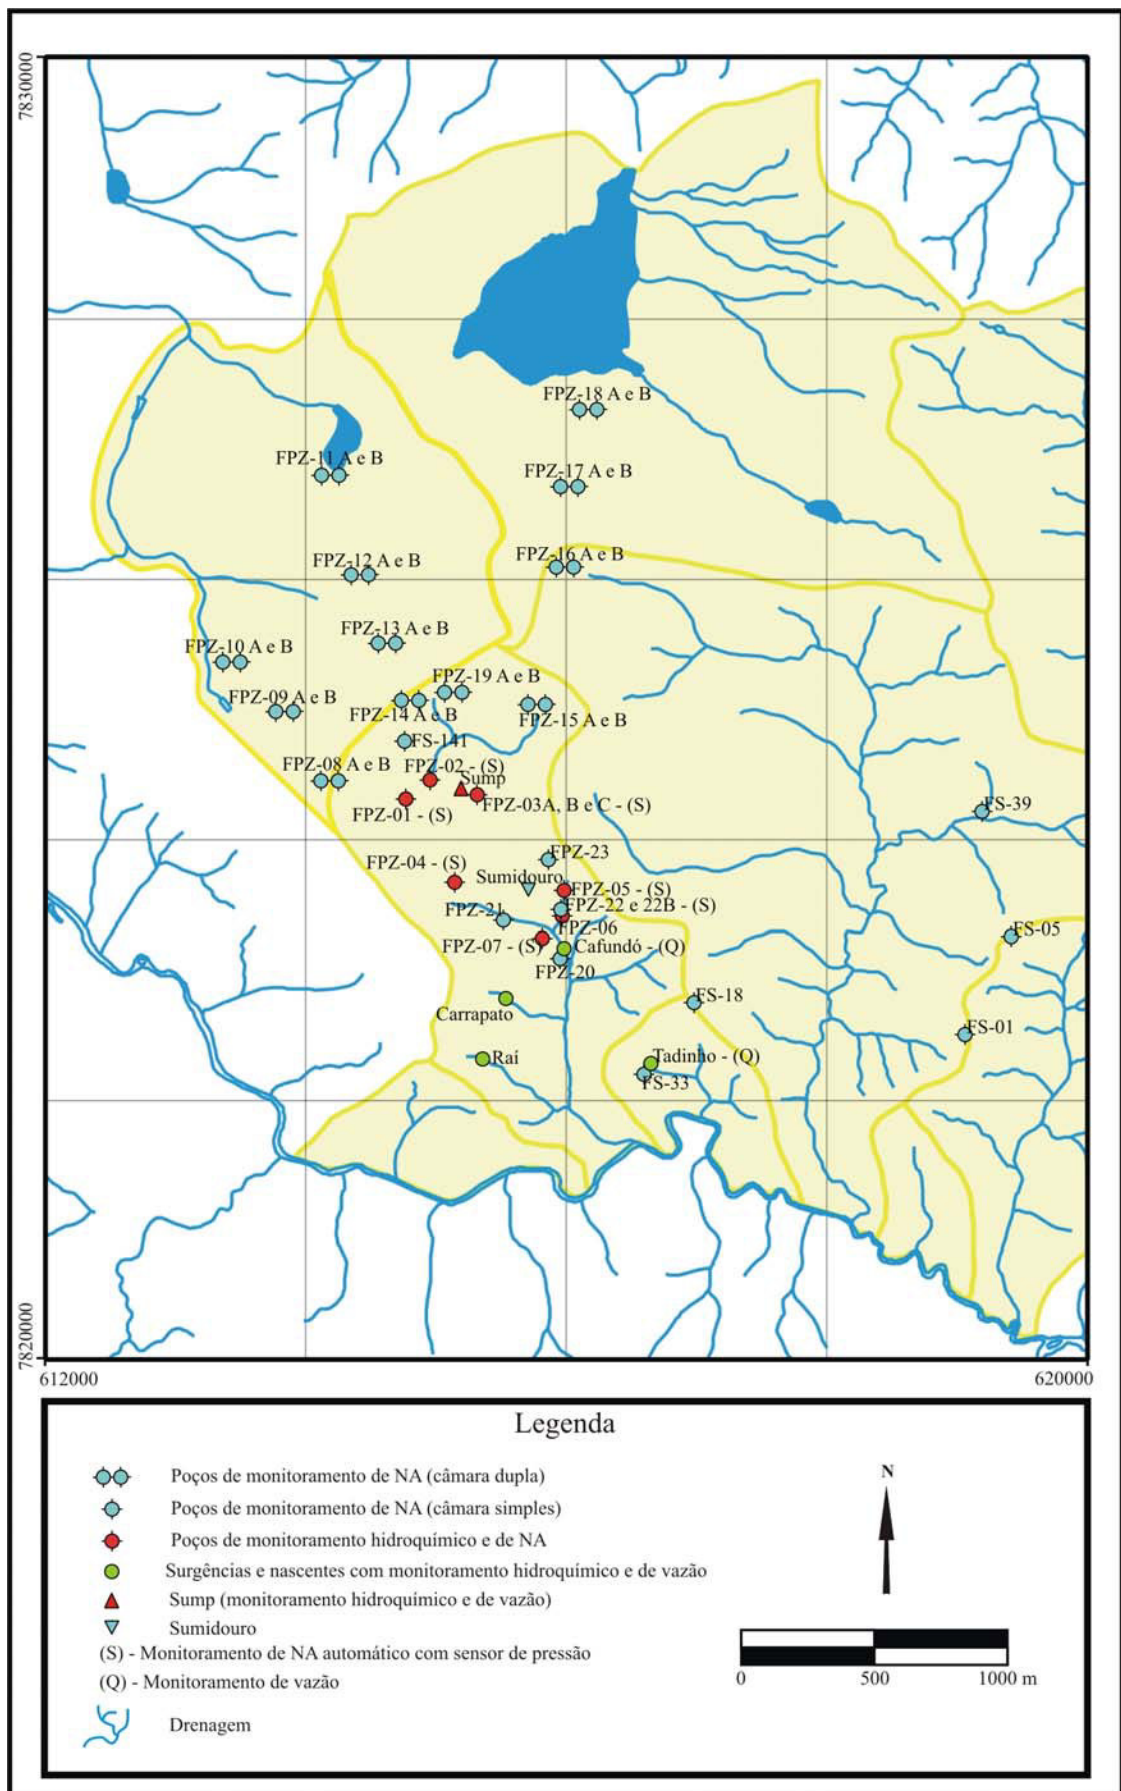 7830000
FPZ-18 A e B
FPZ-11 A e B
FPZ-17 A e B
FPZ-16 A e B
FPZ-12 A e B
FPZ-13 A e B
FPZ-10 A e B
FPZ-19 A e B
FPZ-09 A e B
FPZ-14 A e B
FPZ-15 A e B
FS-141
FPZ-08 A e B
FPZ-02 - (S)
Sump
FPZ-03A, B e C - (S)
FPZ-01 - (S)
FS-39
FPZ-23
FPZ-04 - (S)
Sumidouro
FPZ-05 - (S)
FPZ-22 e 22B - (S)
FPZ-21
FPZ-06
FS-05
FPZ-07 - (S)
Cafundó - (Q)
FPZ-20
FS-18
Carrapato
FS-01
Raí
Tadinho - (Q)
FS-33
7820000
612000
620000
Legenda
Poços de monitoramento de NA (câmara dupla)
N
Poços de monitoramento de NA (câmara simples)
Poços de monitoramento hidroquímico e de NA
Surgências e nascentes com monitoramento hidroquímico e de vazão
Sump (monitoramento hidroquímico e de vazão)
Sumidouro
(S) - Monitoramento de NA automático com sensor de pressão
(Q) - Monitoramento de vazão
0 500 1000 m
Drenagem